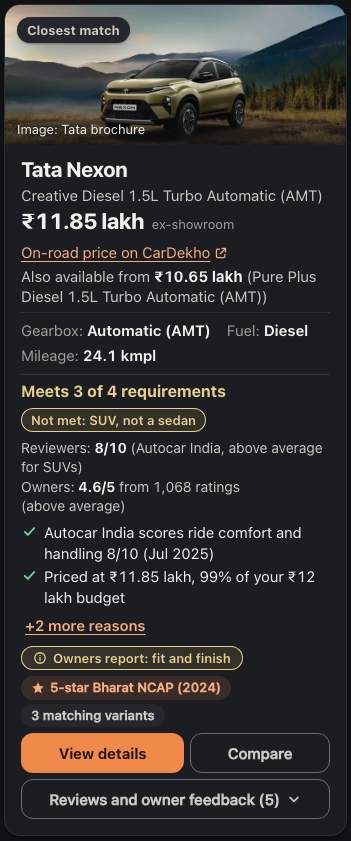 Closest match
NEXON
Image: Tata brochure
Tata Nexon
Creative Diesel 1.5L Turbo Automatic (AMT)
₹11.85 lakh ex-showroom
On-road price on CarDekho
Also available from ₹10.65 lakh (Pure Plus
Diesel 1.5L Turbo Automatic (AMT))
Gearbox: Automatic (AMT) Fuel: Diesel
Mileage: 24.1 kmpl
Meets 3 of 4 requirements
Not met: SUV, not a sedan
Reviewers: 8/10 (Autocar India, above average
for SUVs)
Owners: 4.6/5 from 1,068 ratings
(above average)
Autocar India scores ride comfort and
handling 8/10 (Jul 2025)
Priced at ₹11.85 lakh, 99% of your ₹12
lakh budget
+2 more reasons
Owners report: fit and finish
5-star Bharat NCAP (2024)
3 matching variants
View details
Compare
Reviews and owner feedback (5)